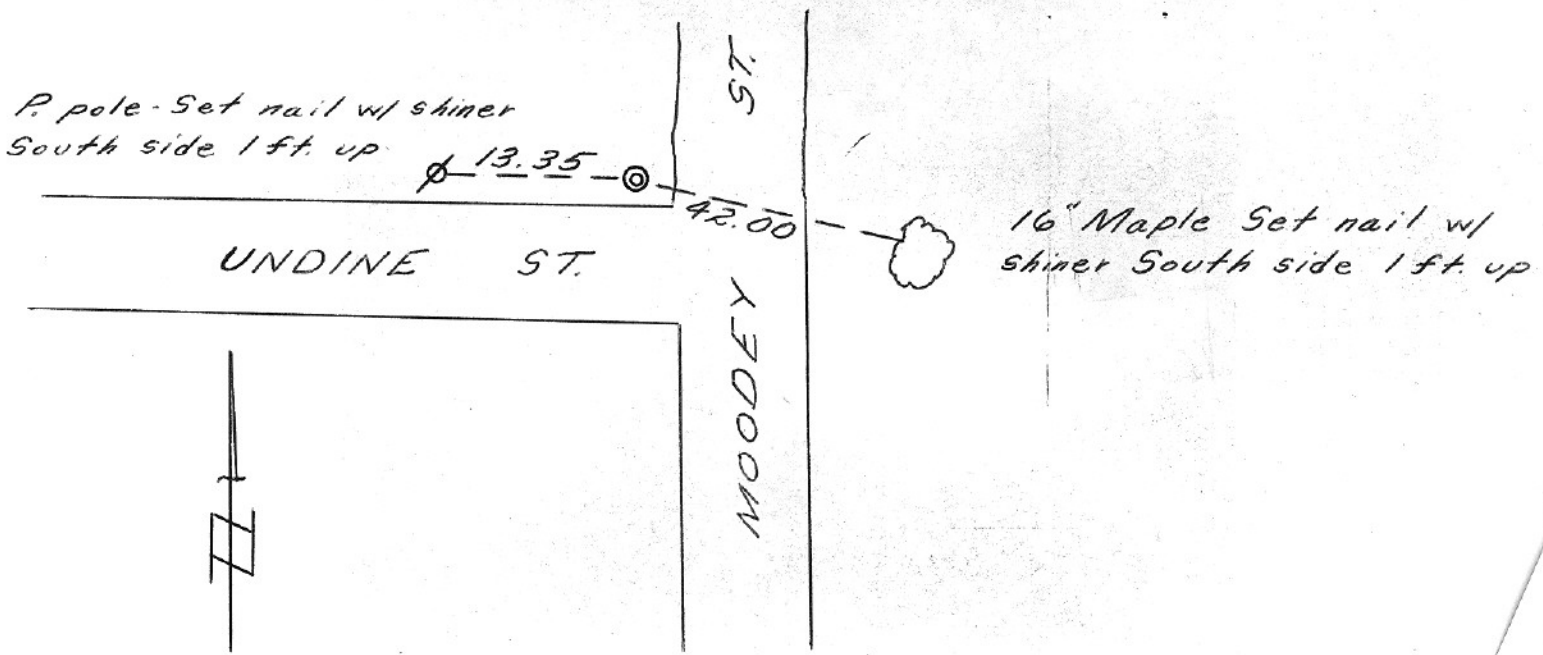 P. pole - Set nail w/ shiner
South side 1 ft. up
13.35
42.00
16" Maple Set nail w/
shiner South side 1 ft. up
UNDINE ST.
MOODEY ST.
N